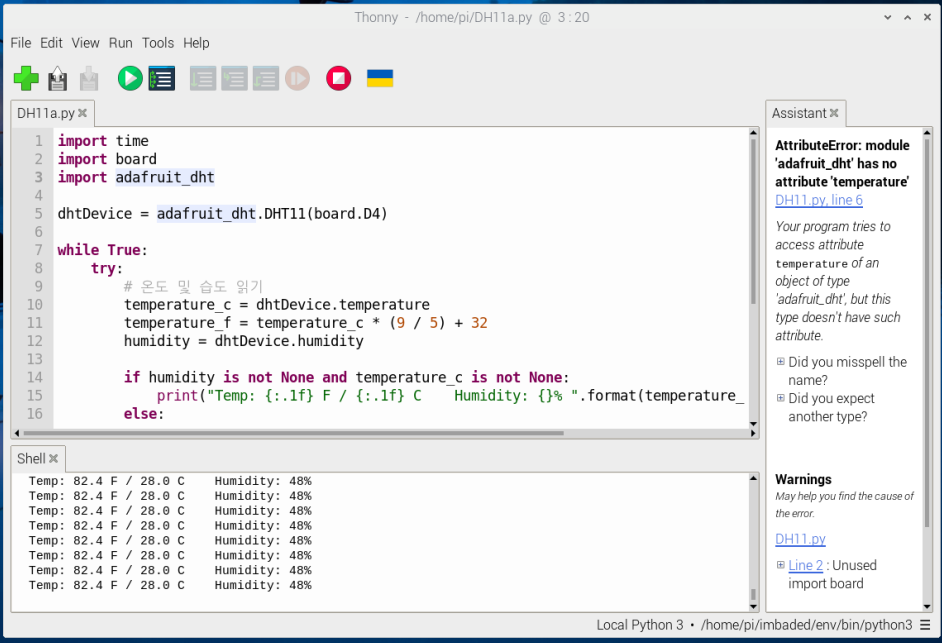 Thonny - /home/pi/DH11a.py @ 3 : 20
File Edit View Run Tools Help
DH11a.py
1 import time
2 import board
3 import adafruit_dht
4
5 dhtDevice = adafruit_dht.DHT11(board.D4)
6
7 while True:
8 try:
9 # 온도 및 습도 읽기
10 temperature_c = dhtDevice.temperature
11 temperature_f = temperature_c * (9 / 5) + 32
12 humidity = dhtDevice.humidity
13
14 if humidity is not None and temperature_c is not None:
15 print("Temp: {:.1f} F / {:.1f} C    Humidity: {}% ".format(temperature_
16 else:
Shell
Temp: 82.4 F / 28.0 C    Humidity: 48%
Temp: 82.4 F / 28.0 C    Humidity: 48%
Temp: 82.4 F / 28.0 C    Humidity: 48%
Temp: 82.4 F / 28.0 C    Humidity: 48%
Temp: 82.4 F / 28.0 C    Humidity: 48%
Temp: 82.4 F / 28.0 C    Humidity: 48%
Temp: 82.4 F / 28.0 C    Humidity: 48%
Temp: 82.4 F / 28.0 C    Humidity: 48%
Assistant
AttributeError: module
'adafruit_dht' has no
attribute 'temperature'
DH11.py, line 6
Your program tries to
access attribute
temperature of an
object of type
'adafruit_dht', but this
type doesn't have such
attribute.
Did you misspell the
name?
Did you expect
another type?
Warnings
May help you find the cause of
the error.
DH11.py
Line 2 : Unused
import board
Local Python 3 • /home/pi/imbaded/env/bin/python3